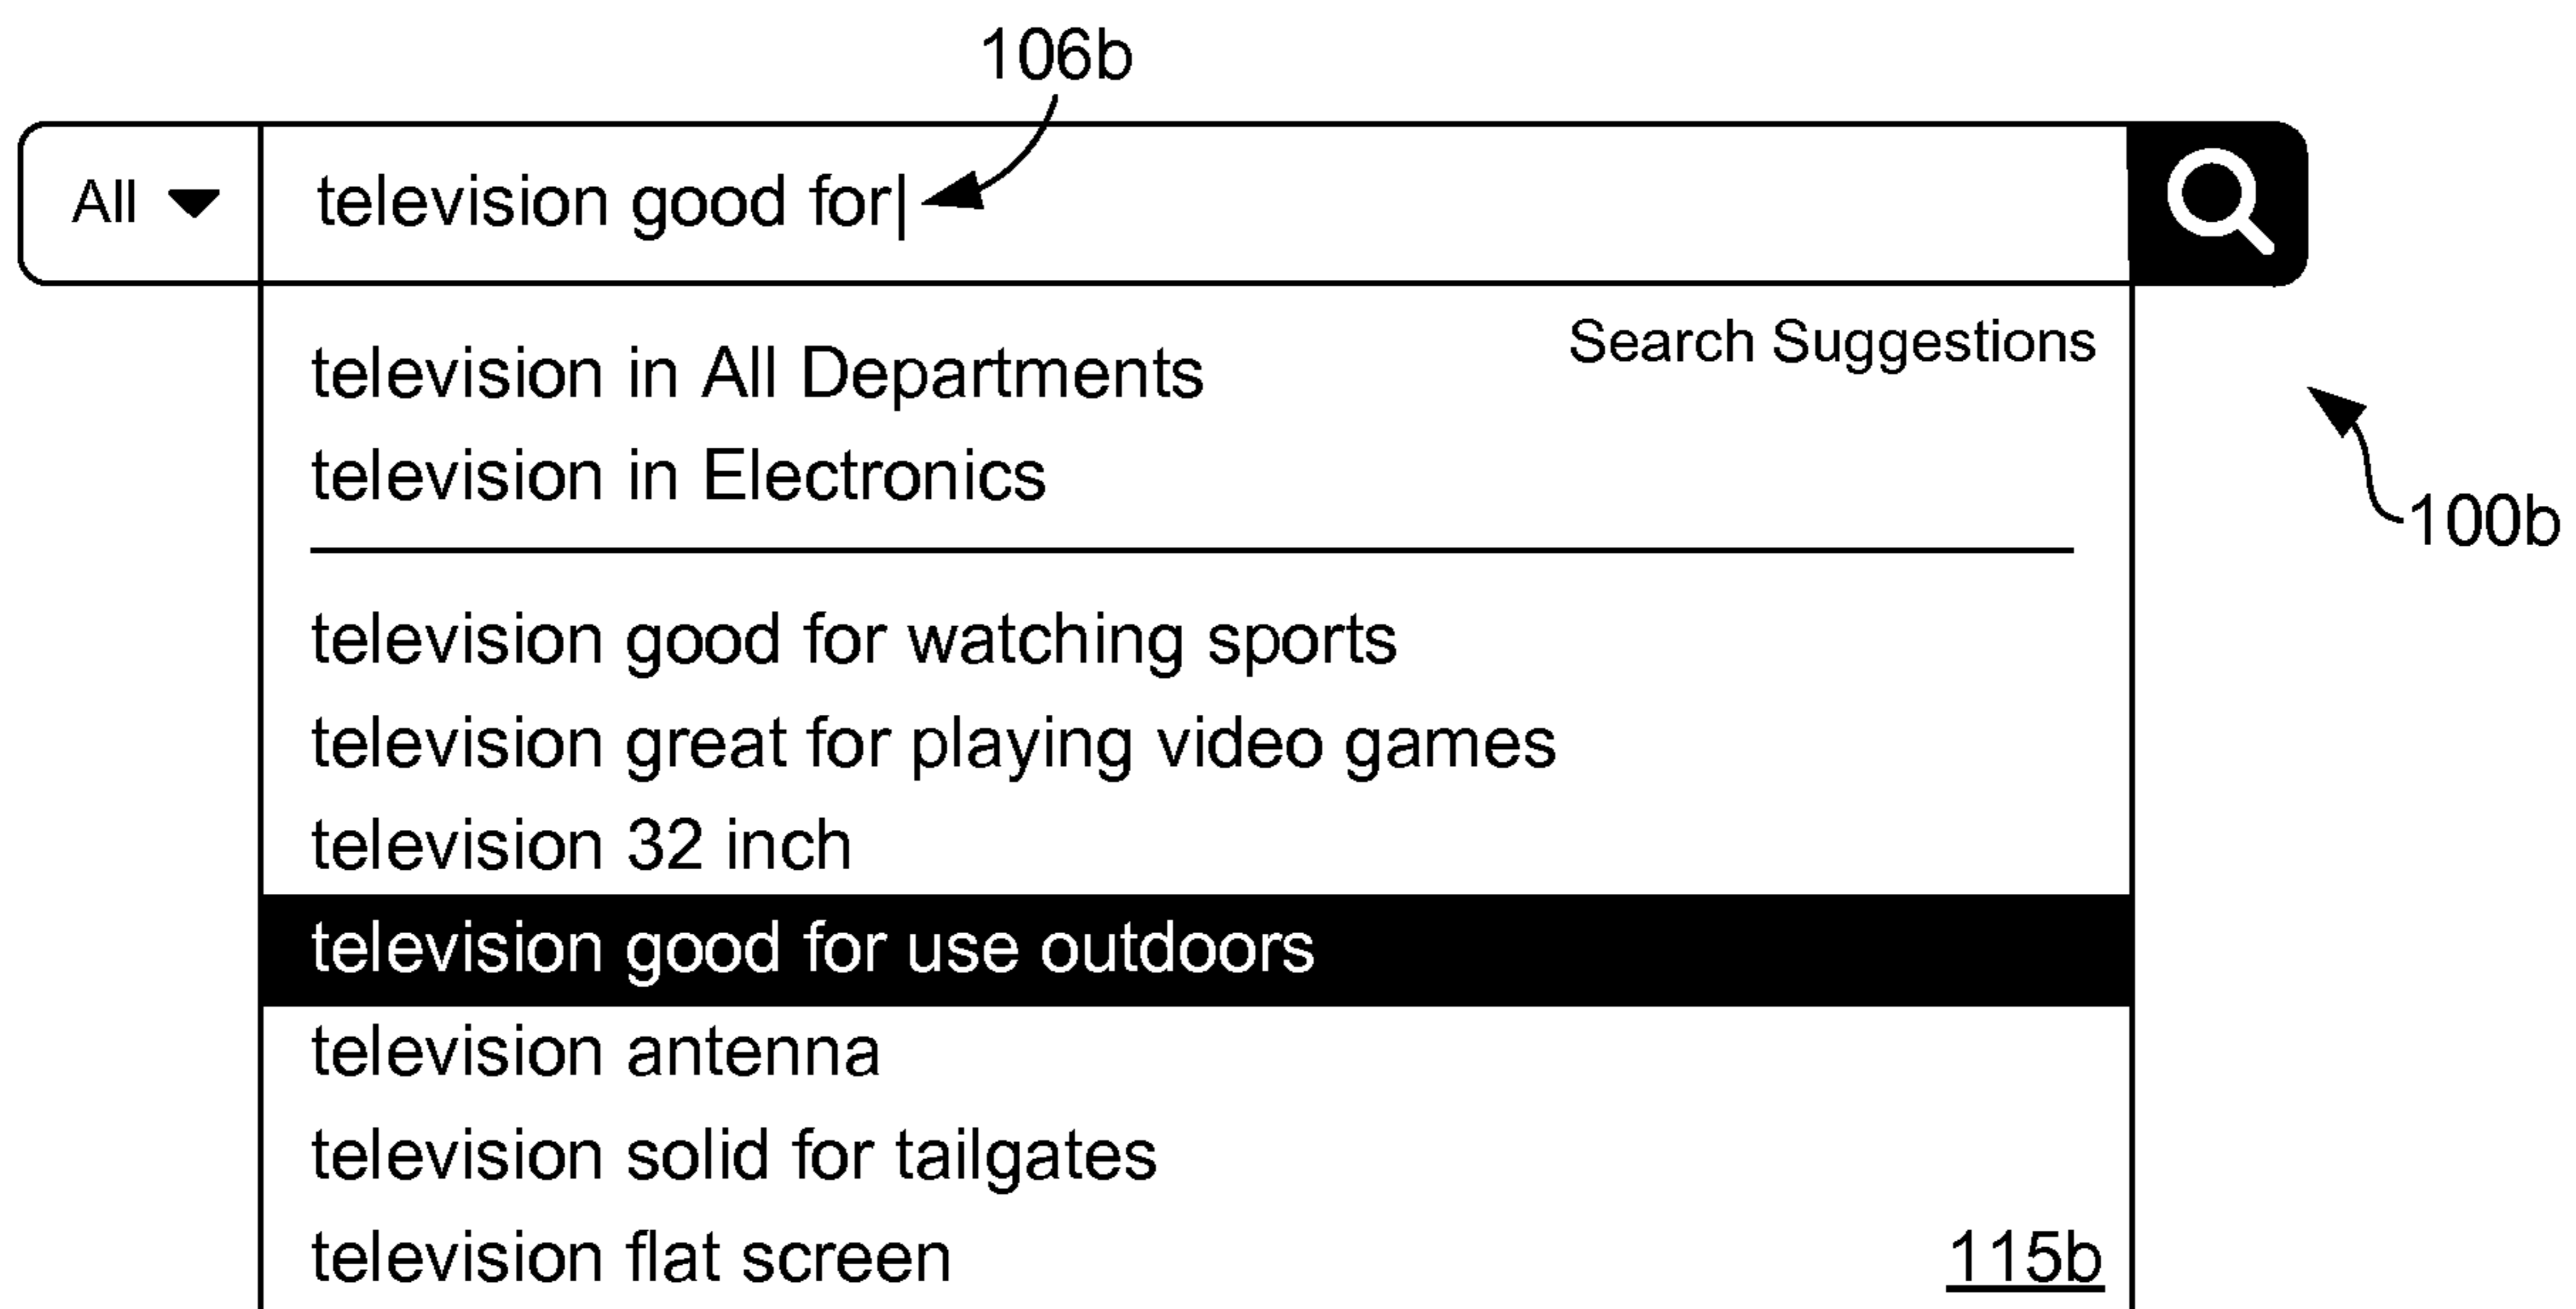 106b
All television good for
Search Suggestions
television in All Departments
television in Electronics
100b
television good for watching sports
television great for playing video games
television 32 inch
television good for use outdoors
television antenna
television solid for tailgates
television flat screen
115b